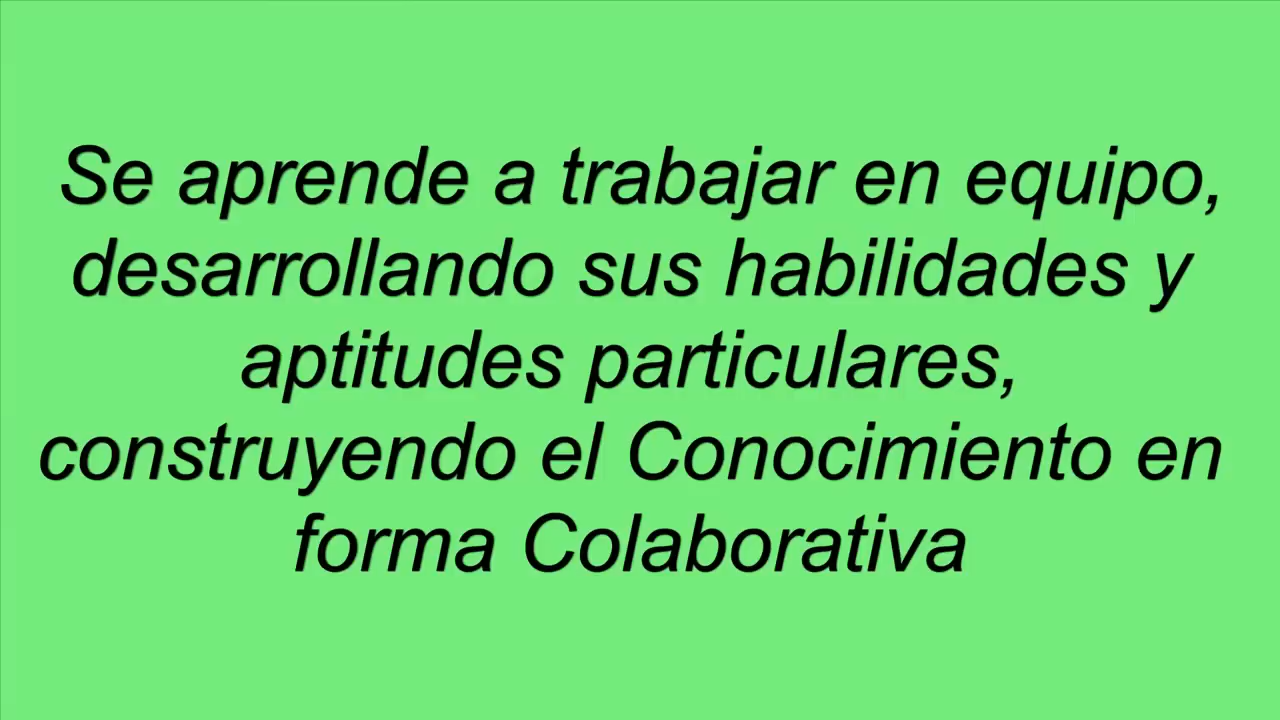 Se aprende a trabajar en equipo,
desarrollando sus habilidades y
aptitudes particulares,
construyendo el Conocimiento en
forma Colaborativa